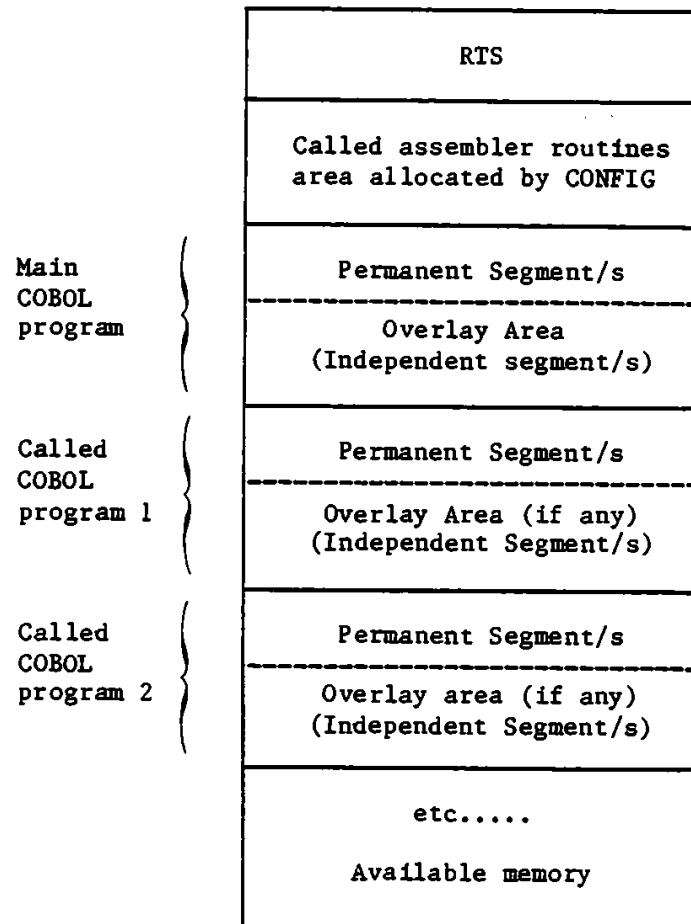 RTS
Called assembler routines
area allocated by CONFIG
Main
COBOL
program
Permanent Segment/s
Overlay Area
(Independent segment/s)
Called
COBOL
program 1
Permanent Segment/s
Overlay Area (if any)
(Independent Segment/s)
Called
COBOL
program 2
Permanent Segment/s
Overlay area (if any)
(Independent Segment/s)
etc.....
Available memory